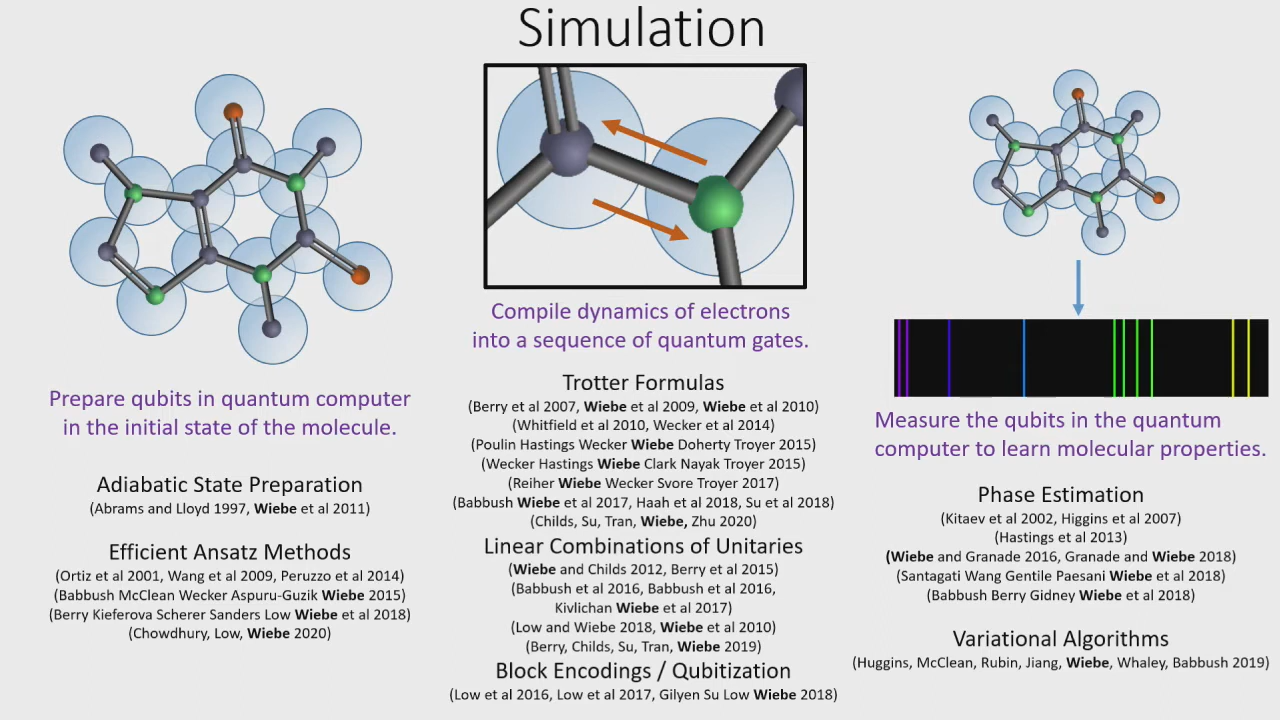 Simulation
Prepare qubits in quantum computer
in the initial state of the molecule.
Adiabatic State Preparation
(Abrams and Lloyd 1997, Wiebe et al 2011)
Efficient Ansatz Methods
(Ortiz et al 2001, Wang et al 2009, Peruzzo et al 2014)
(Babbush McClean Wecker Aspuru-Guzik Wiebe 2015)
(Berry Kieferova Scherer Sanders Low Wiebe et al 2018)
(Chowdhury, Low, Wiebe 2020)
Compile dynamics of electrons
into a sequence of quantum gates.
Trotter Formulas
(Berry et al 2007, Wiebe et al 2009, Wiebe et al 2010)
(Whitfield et al 2010, Wecker et al 2014)
(Poulin Hastings Wecker Wiebe Doherty Troyer 2015)
(Wecker Hastings Wiebe Clark Nayak Troyer 2015)
(Reiher Wiebe Wecker Svore Troyer 2017)
(Babbush Wiebe et al 2017, Haah et al 2018, Su et al 2018)
(Childs, Su, Tran, Wiebe, Zhu 2020)
Linear Combinations of Unitaries
(Wiebe and Childs 2012, Berry et al 2015)
(Babbush et al 2016, Babbush et al 2016,
Kivlichan Wiebe et al 2017)
(Low and Wiebe 2018, Wiebe et al 2010)
(Berry, Childs, Su, Tran, Wiebe 2019)
Block Encodings / Qubitization
(Low et al 2016, Low et al 2017, Gilyen Su Low Wiebe 2018)
Measure the qubits in the quantum
computer to learn molecular properties.
Phase Estimation
(Kitaev et al 2002, Higgins et al 2007)
(Hastings et al 2013)
(Wiebe and Granade 2016, Granade and Wiebe 2018)
(Santagati Wang Gentile Paesani Wiebe et al 2018)
(Babbush Berry Gidney Wiebe et al 2018)
Variational Algorithms
(Huggins, McClean, Rubin, Jiang, Wiebe, Whaley, Babbush 2019)